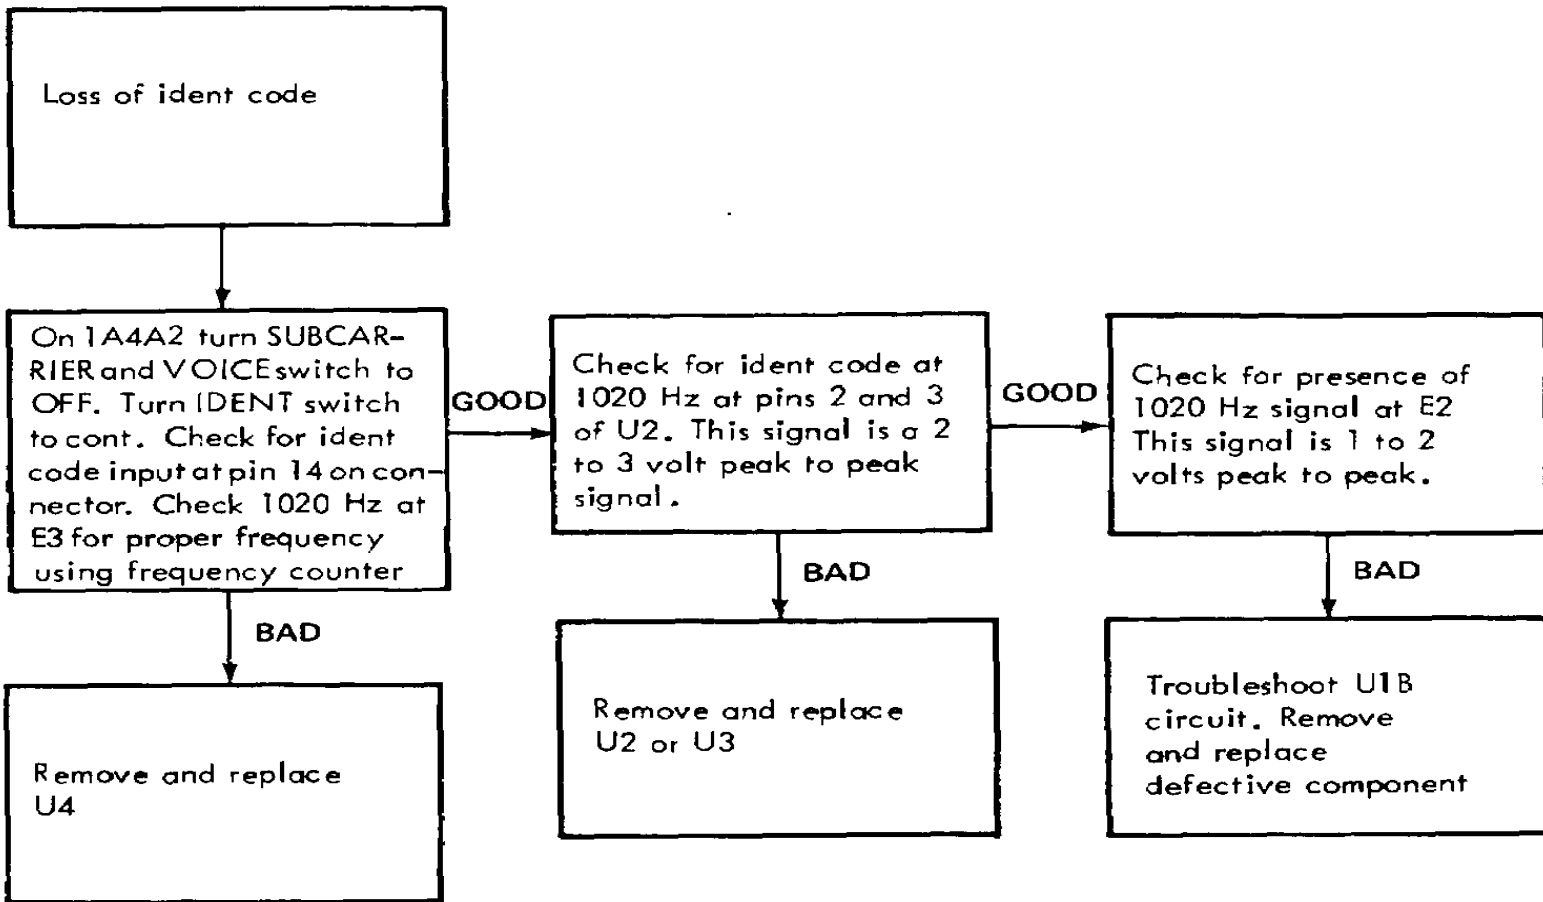 Loss of ident code
On 1A4A2 turn SUBCAR-
RIER and VOICE switch to
OFF. Turn IDENT switch
to cont. Check for ident
code input at pin 14 on con-
nector. Check 1020 Hz at
E3 for proper frequency
using frequency counter
GOOD
Check for ident code at
1020 Hz at pins 2 and 3
of U2. This signal is a 2
to 3 volt peak to peak
signal.
GOOD
Check for presence of
1020 Hz signal at E2
This signal is 1 to 2
volts peak to peak.
BAD
BAD
BAD
Remove and replace
U4
Remove and replace
U2 or U3
Troubleshoot U1B
circuit. Remove
and replace
defective component